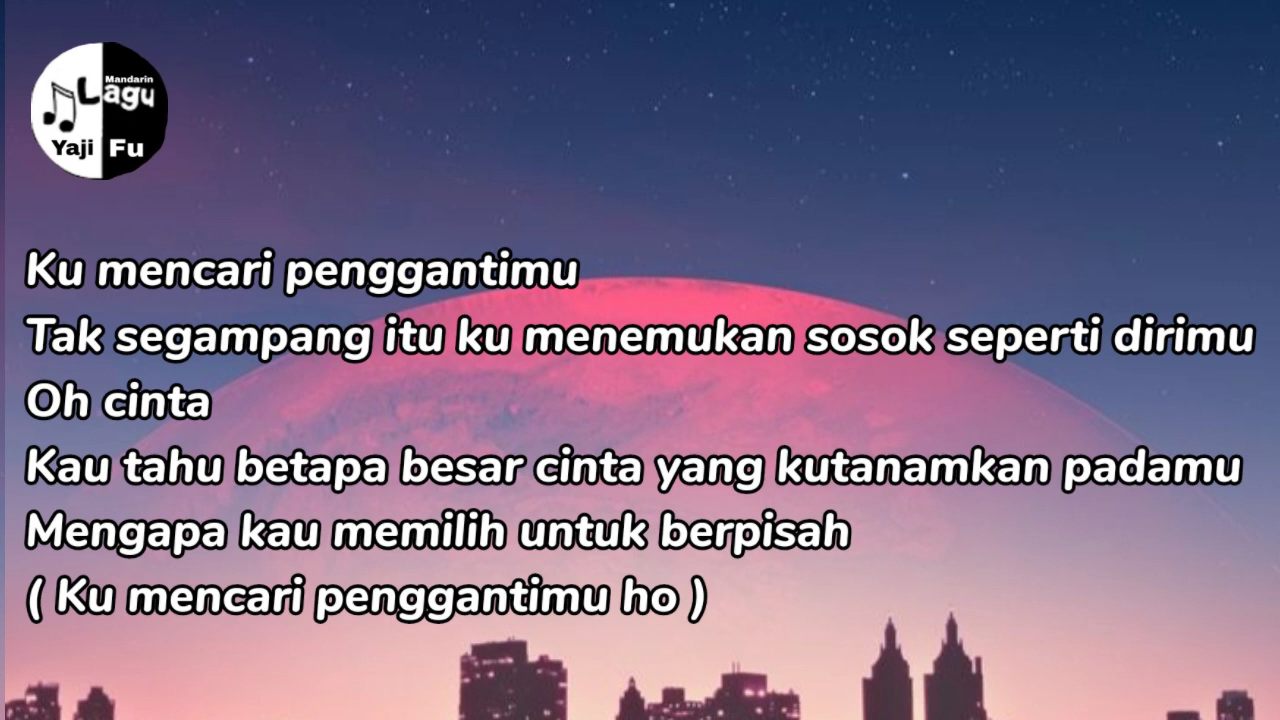 Mandarin
Lagu
Yaji Fu
Ku mencari penggantimu
Tak segampang itu ku menemukan sosok seperti dirimu
Oh cinta
Kau tahu betapa besar cinta yang kutanamkan padamu
Mengapa kau memilih untuk berpisah
( Ku mencari penggantimu ho )